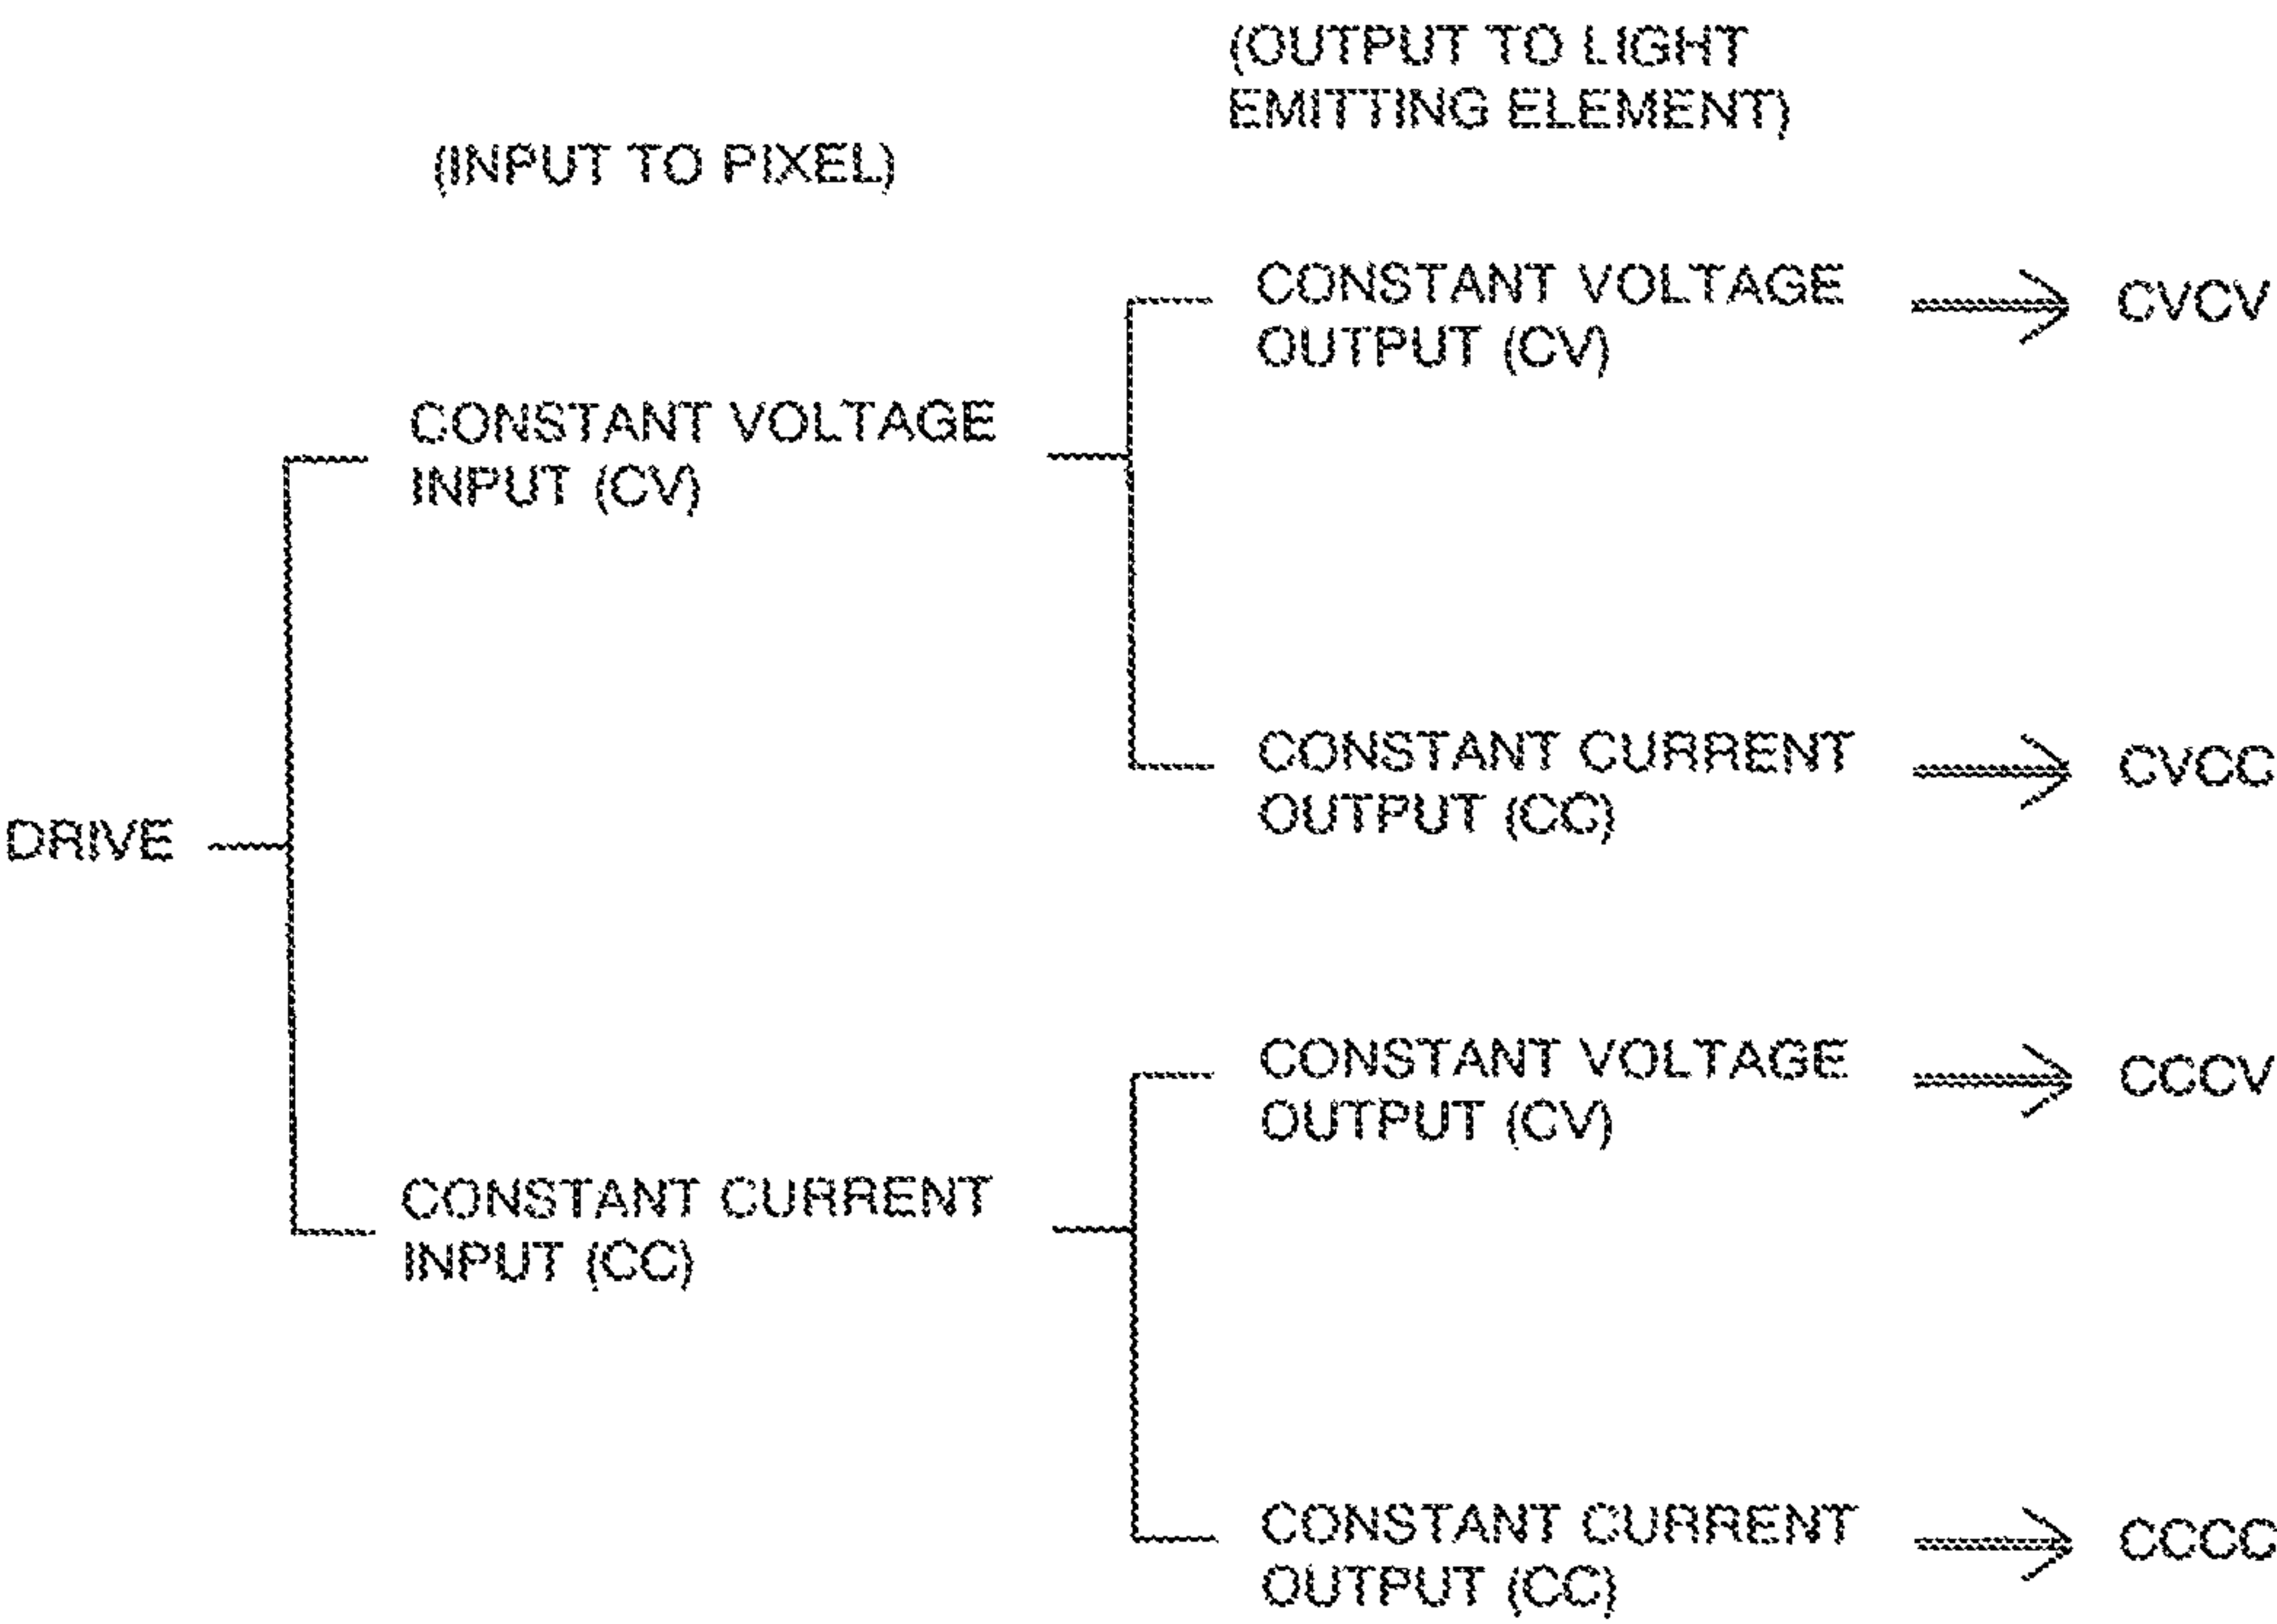 (OUTPUT TO LIGHT
EMITTING ELEMENT)
(INPUT TO PIXEL)
CONSTANT VOLTAGE
OUTPUT (CV)
CVCV
CONSTANT VOLTAGE
INPUT (CV)
CONSTANT CURRENT
OUTPUT (CC)
CVCC
DRIVE
CONSTANT VOLTAGE
OUTPUT (CV)
CCCV
CONSTANT CURRENT
INPUT (CC)
CONSTANT CURRENT
OUTPUT (CC)
CCCC